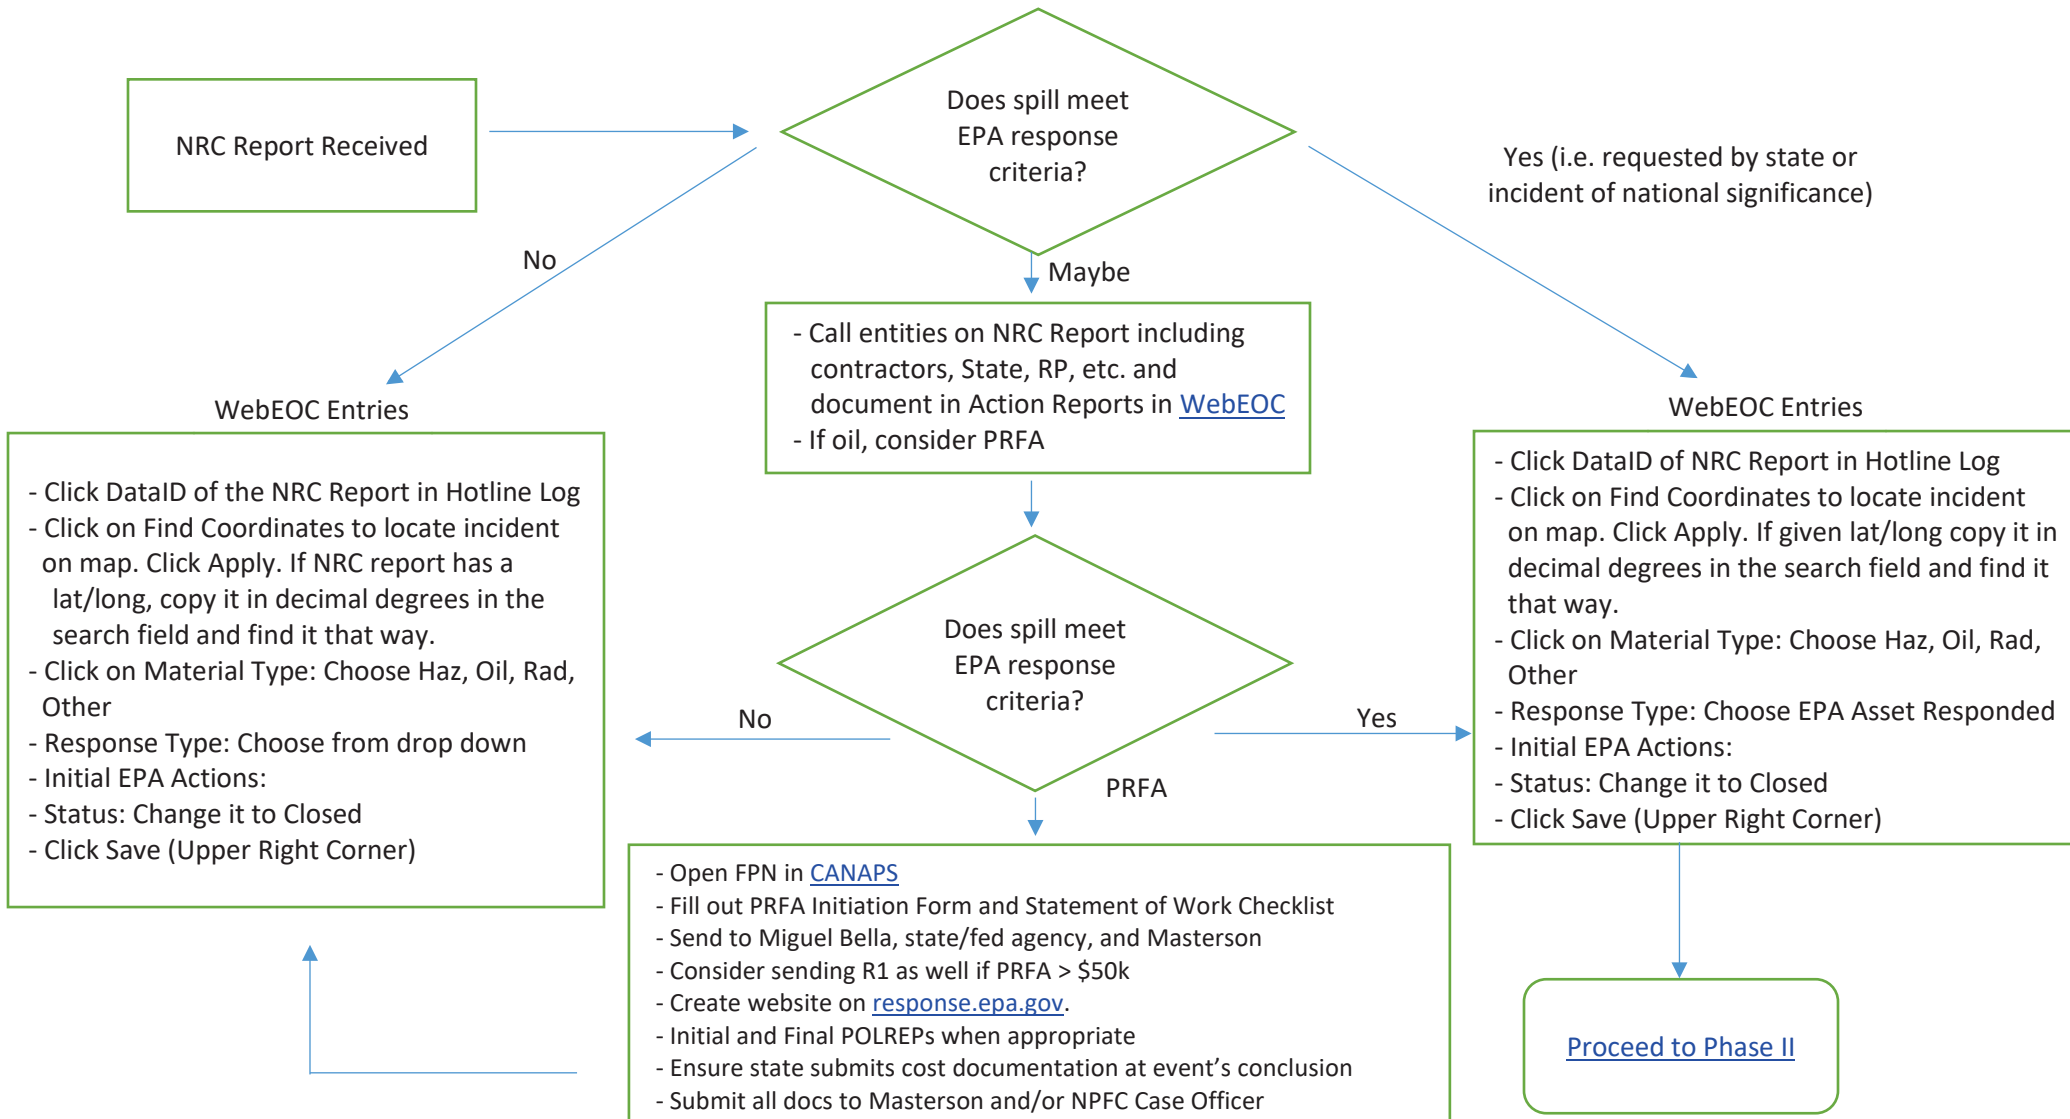 NRC Report Received
Does spill meet
EPA response
criteria?
Yes (i.e. requested by state or
incident of national significance)
No
Maybe
- Call entities on NRC Report including
contractors, State, RP, etc. and
document in Action Reports in WebEOC
- If oil, consider PRFA
WebEOC Entries
- Click DataID of the NRC Report in Hotline Log
- Click on Find Coordinates to locate incident
on map. Click Apply. If NRC report has a
lat/long, copy it in decimal degrees in the
search field and find it that way.
- Click on Material Type: Choose Haz, Oil, Rad,
Other
- Response Type: Choose from drop down
- Initial EPA Actions:
- Status: Change it to Closed
- Click Save (Upper Right Corner)
Does spill meet
EPA response
criteria?
No
Yes
PRFA
WebEOC Entries
- Click DataID of NRC Report in Hotline Log
- Click on Find Coordinates to locate incident
on map. Click Apply. If given lat/long copy it in
decimal degrees in the search field and find it
that way.
- Click on Material Type: Choose Haz, Oil, Rad,
Other
- Response Type: Choose EPA Asset Responded
- Initial EPA Actions:
- Status: Change it to Closed
- Click Save (Upper Right Corner)
- Open FPN in CANAPS
- Fill out PRFA Initiation Form and Statement of Work Checklist
- Send to Miguel Bella, state/fed agency, and Masterson
- Consider sending R1 as well if PRFA > $50k
- Create website on response.epa.gov.
- Initial and Final POLREPs when appropriate
- Ensure state submits cost documentation at event’s conclusion
- Submit all docs to Masterson and/or NPFC Case Officer
Proceed to Phase II